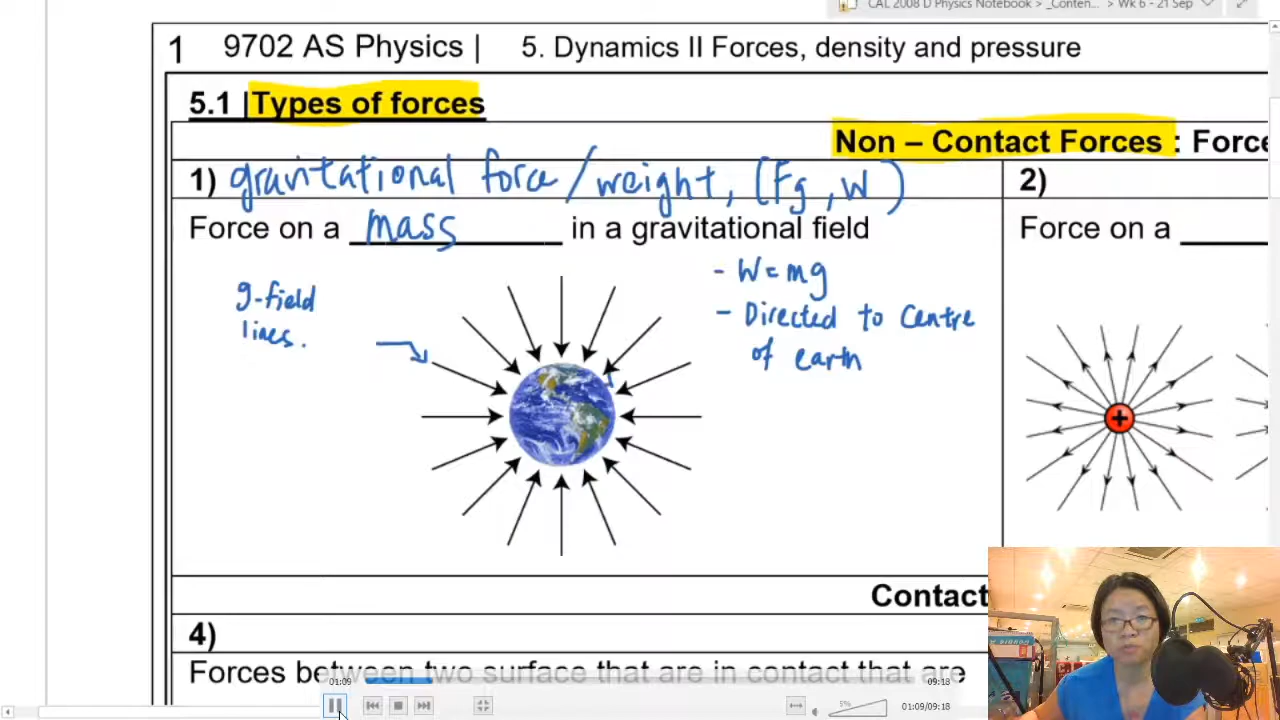 CAL 2008 D Physics Notebook > _Conten... > Wk 6 - 21 Sep
1 9702 AS Physics | 5. Dynamics II Forces, density and pressure
5.1 |Types of forces
Non – Contact Forces : Force
1) gravitational force/weight, (Fg, W)
2)
Force on a mass in a gravitational field
Force on a
g-field
lines.
- W=mg
- Directed to Centre
of earth
+
Contact
4)
Forces between two surface that are in contact that are
01:09
09:18
5%
01:09/09:18